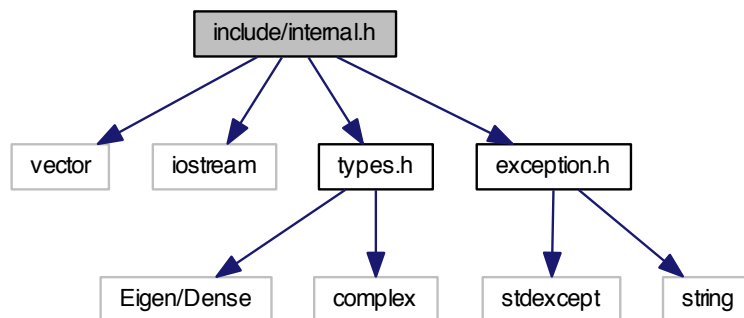 include/internal.h
vector
iostream
types.h
exception.h
Eigen/Dense
complex
stdexcept
string